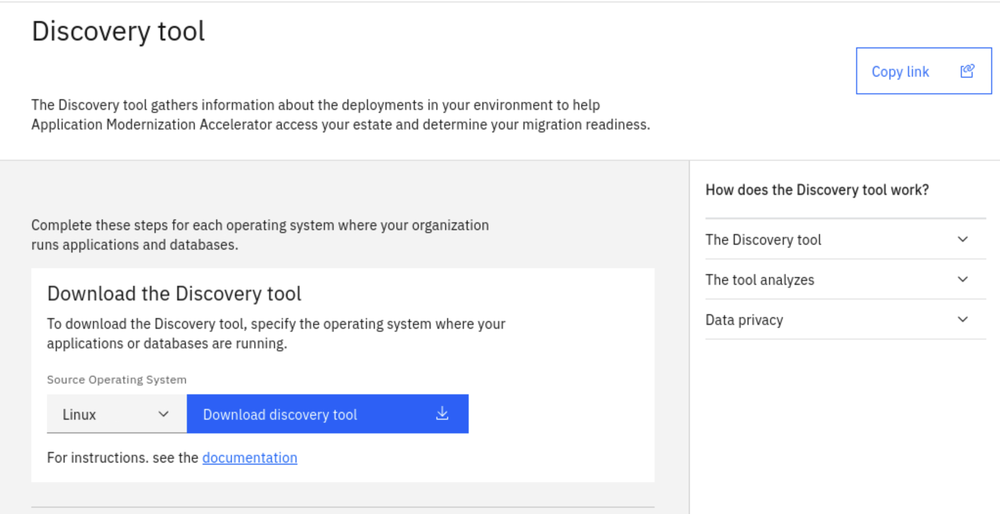 Discovery tool
Copy link
The Discovery tool gathers information about the deployments in your environment to help
Application Modernization Accelerator access your estate and determine your migration readiness.
Complete these steps for each operating system where your organization
runs applications and databases.
Download the Discovery tool
To download the Discovery tool, specify the operating system where your
applications or databases are running.
Source Operating System
Linux
Download discovery tool
For instructions. see the documentation
How does the Discovery tool work?
The Discovery tool
The tool analyzes
Data privacy